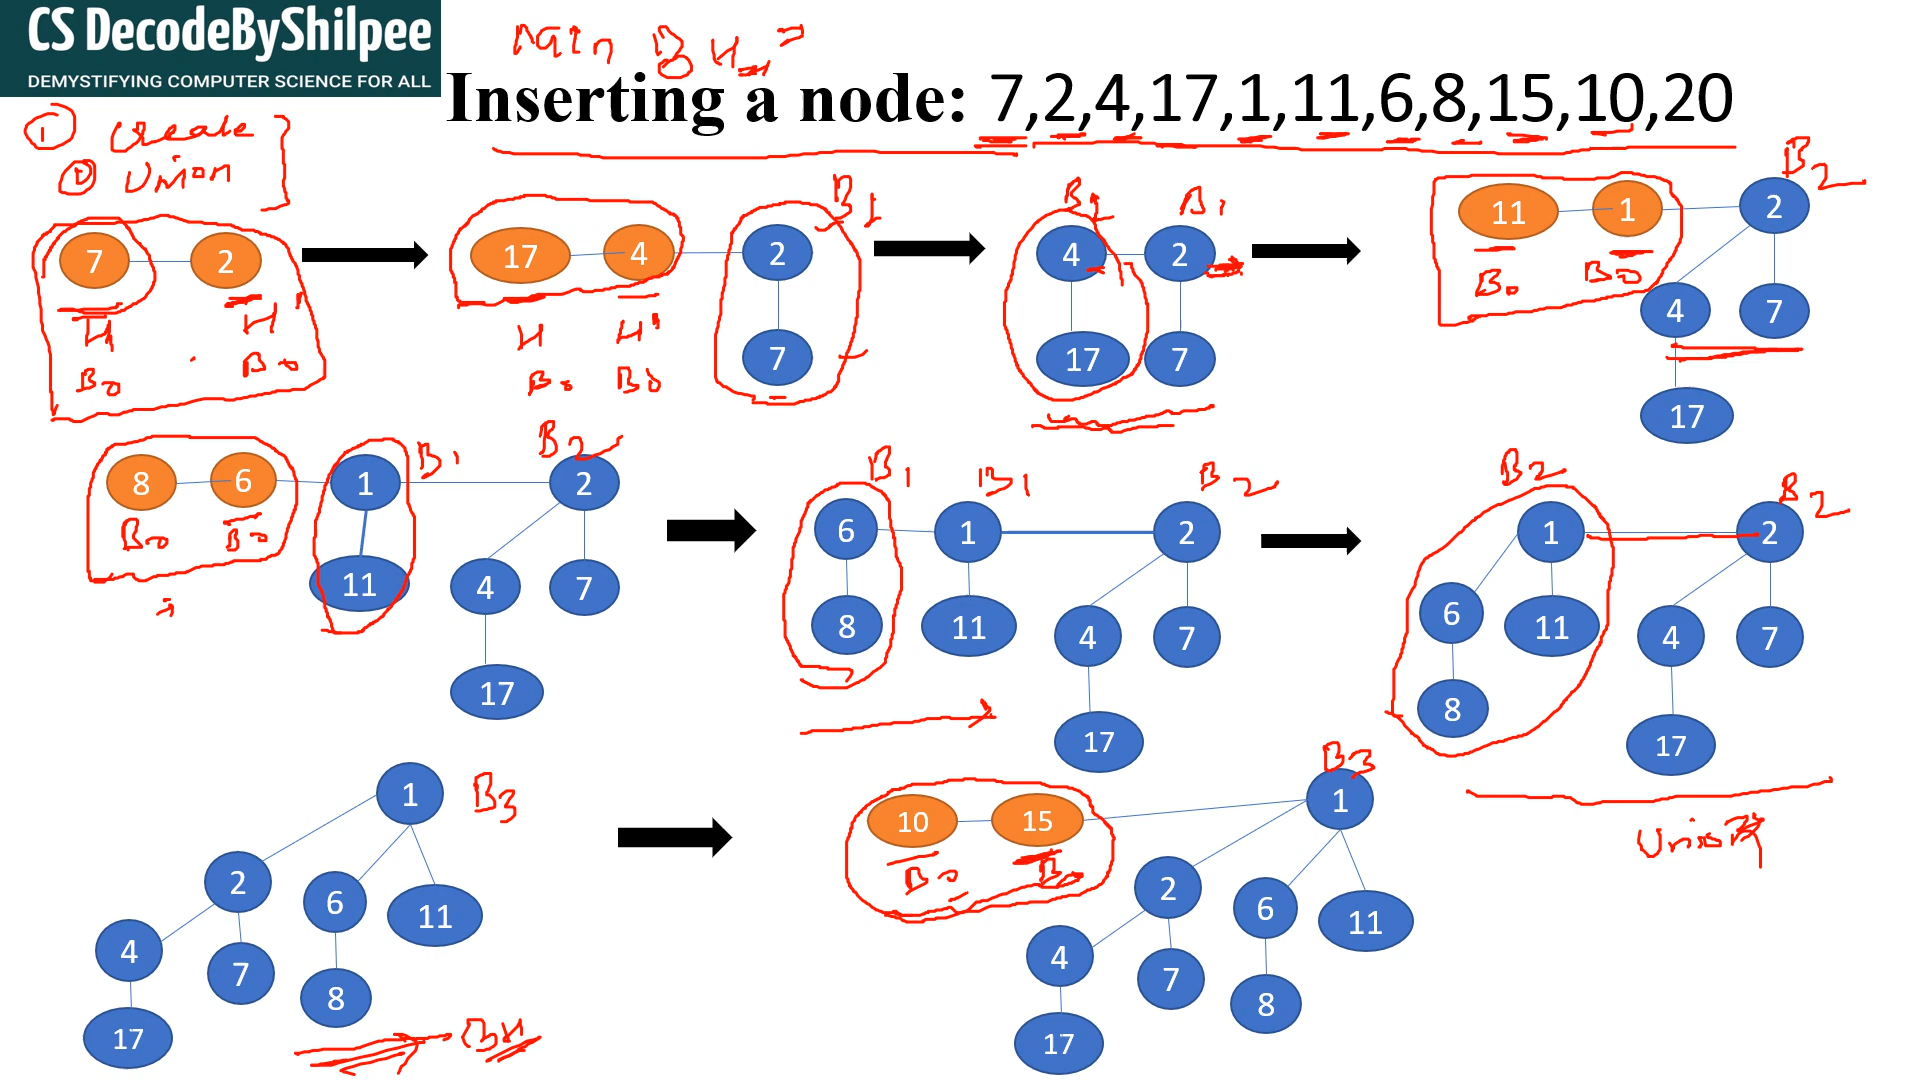 CS DecodeByShilpee
DEMYSTIFYING COMPUTER SCIENCE FOR ALL
Min B H
Inserting a node: 7,2,4,17,1,11,6,8,15,10,20
1 Create
2 Union
7 2
H H'
B0 B0
17 4 2 B1
7
H H'
B0 B0
B1 B1
4 2
17 7
B2
11 1 2
B0 B0
4 7
17
B1 B2
8 6 1 2
B0 B0
11 4 7
17
B1 B1 B2
6 1 2
8 11 4 7
17
B2 B2
1 2
6 11 4 7
8 17
Union
1 B3
2 6 11
4 7 8
17
BH
B3
10 15 1
B0 B0
2 6 11
4 7 8
17